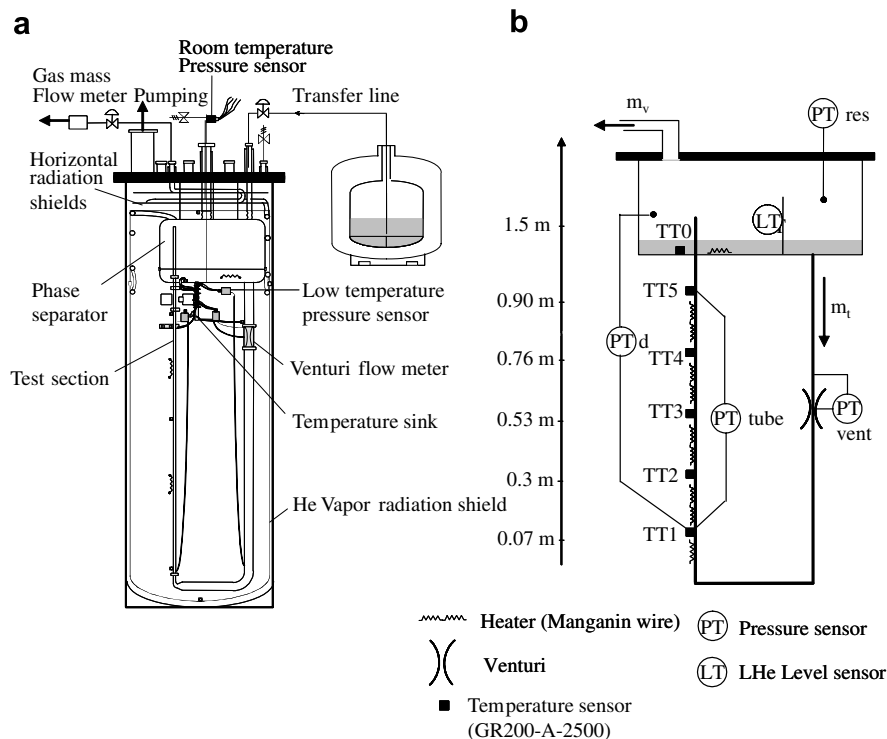 a
Room temperature
Pressure sensor
Gas mass
Flow meter Pumping
Transfer line
Horizontal
radiation
shields
Phase
separator
Low temperature
pressure sensor
Test section
Venturi flow meter
Temperature sink
He Vapor radiation shield
b
m_v
PT res
1.5 m
LT
TT0
0.90 m
TT5
m_t
PT d
0.76 m
TT4
0.53 m
TT3
PT tube
PT
vent
0.3 m
TT2
0.07 m
TT1
Heater (Manganin wire)
PT Pressure sensor
Venturi
LT LHe Level sensor
Temperature sensor
(GR200-A-2500)